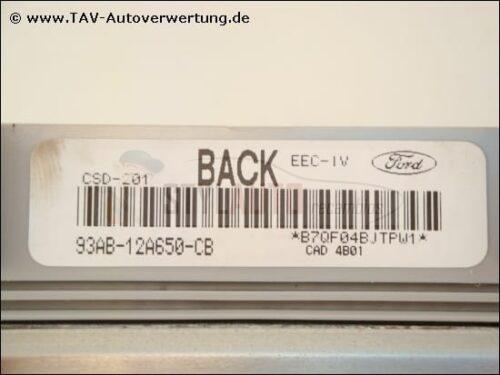 www.TAV-Autoverwertung.de
BACK EEC-IV Ford
CSD-201
93AB-12A650-CB *B7QF04BJTPW1*
CAD 4B01